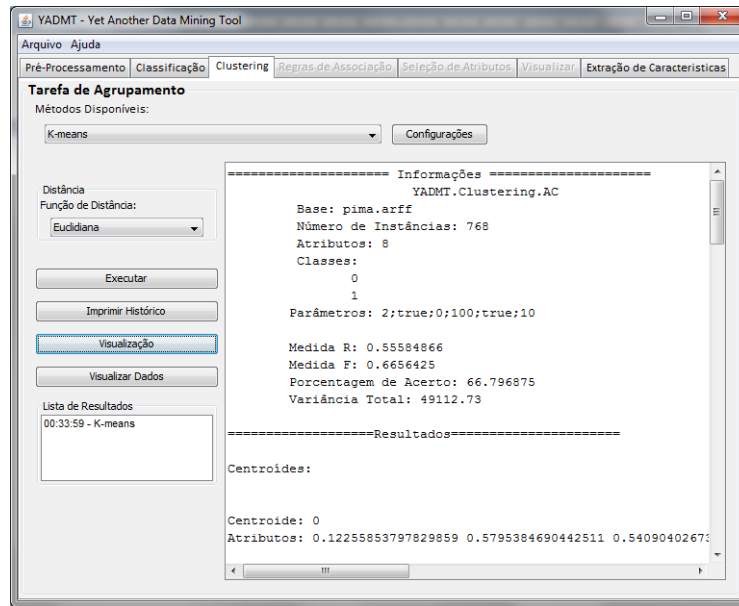 YADMT - Yet Another Data Mining Tool
Arquivo Ajuda
Pré-Processamento Classificação Clustering Regras de Associação Seleção de Atributos Visualizar Extração de Caracteristicas
Tarefa de Agrupamento
Métodos Disponíveis:
K-means Configurações
Distância
Função de Distância:
Euclidiana
Executar
Imprimir Histórico
Visualização
Visualizar Dados
Lista de Resultados
00:33:59 - K-means
===================== Informações =====================
YADMT.Clustering.AC
Base: pima.arff
Número de Instâncias: 768
Atributos: 8
Classes:
0
1
Parâmetros: 2;true;0;100;true;10
Medida R: 0.55584866
Medida F: 0.6656425
Porcentagem de Acerto: 66.796875
Variância Total: 49112.73
===================Resultados======================
Centroídes:
Centroide: 0
Atributos: 0.12255853797829859 0.5795384690442511 0.54090402673